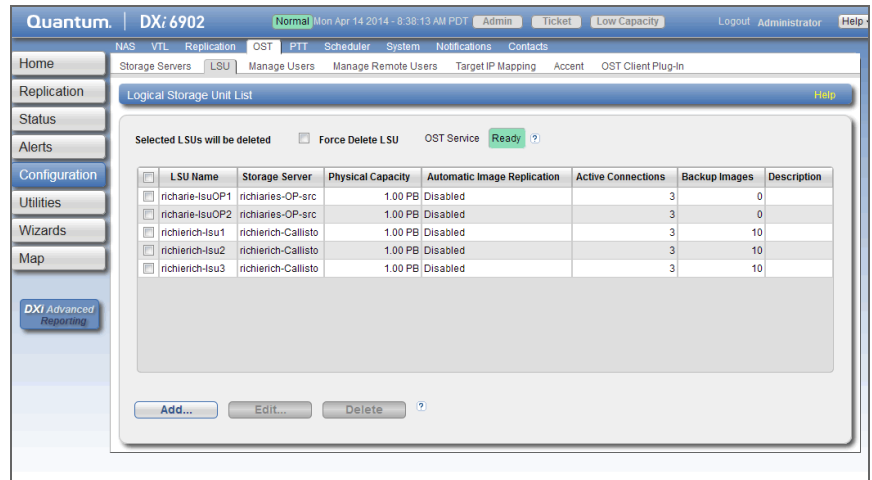 Quantum. DXi 6902 Normal Mon Apr 14 2014 - 8:38:13 AM PDT Admin Ticket Low Capacity Logout Administrator Help
NAS VTL Replication OST PTT Scheduler System Notifications Contacts
Storage Servers LSU Manage Users Manage Remote Users Target IP Mapping Accent OST Client Plug-In
Home
Replication
Status
Alerts
Configuration
Utilities
Wizards
Map
DXi Advanced
Reporting
Logical Storage Unit List Help
Selected LSUs will be deleted Force Delete LSU OST Service Ready ?
LSU Name Storage Server Physical Capacity Automatic Image Replication Active Connections Backup Images Description
richarie-lsuOP1 richiaries-OP-src 1.00 PB Disabled 3 0
richarie-lsuOP2 richiaries-OP-src 1.00 PB Disabled 3 0
richierich-lsu1 richierich-Callisto 1.00 PB Disabled 3 10
richierich-lsu2 richierich-Callisto 1.00 PB Disabled 3 10
richierich-lsu3 richierich-Callisto 1.00 PB Disabled 3 10
Add... Edit... Delete ?